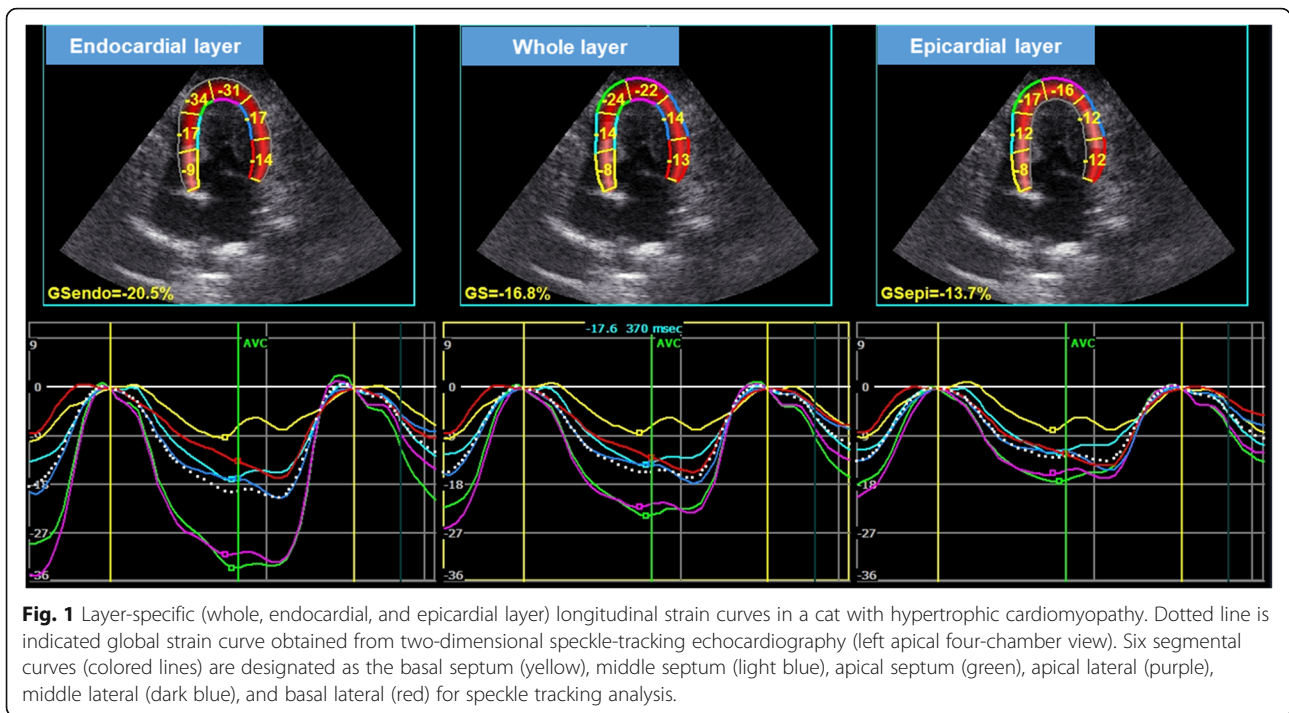 Endocardial layer
Whole layer
Epicardial layer
-34 -31
-17 -17
-9 -14
GSendo=-20.5%
-24 -22
-14 -14
-8 -13
GS=-16.8%
-17 -16
-12 -12
-8 -12
GSepi=-13.7%
-17.6 370 msec
9
0
-9
-18
-27
-36
AVC
9
0
-9
-18
-27
-36
AVC
9
0
-9
-18
-27
-36
AVC
Fig. 1 Layer-specific (whole, endocardial, and epicardial layer) longitudinal strain curves in a cat with hypertrophic cardiomyopathy. Dotted line is
indicated global strain curve obtained from two-dimensional speckle-tracking echocardiography (left apical four-chamber view). Six segmental
curves (colored lines) are designated as the basal septum (yellow), middle septum (light blue), apical septum (green), apical lateral (purple),
middle lateral (dark blue), and basal lateral (red) for speckle tracking analysis.